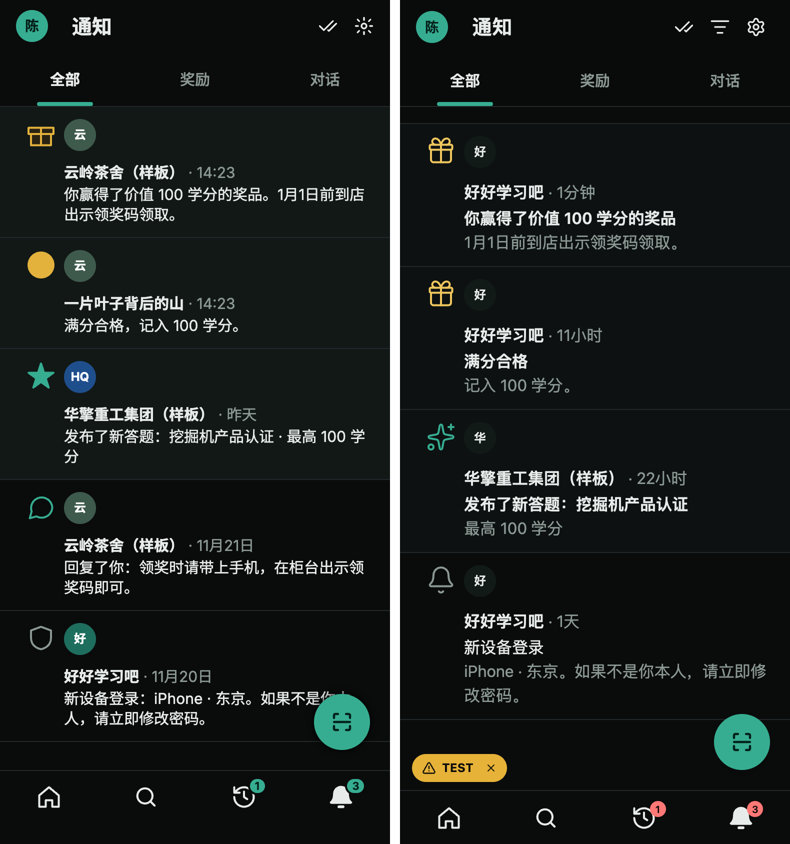 陈 通知
全部 奖励 对话
云
云岭茶舍（样板） · 14:23
你赢得了价值 100 学分的奖品。1月1日前到店
出示领奖码领取。
云
一片叶子背后的山 · 14:23
满分合格，记入 100 学分。
HQ
华擎重工集团（样板） · 昨天
发布了新答题：挖掘机产品认证 · 最高 100 学
分
云
云岭茶舍（样板） · 11月21日
回复了你：领奖时请带上手机，在柜台出示领
奖码即可。
好
好好学习吧 · 11月20日
新设备登录：iPhone · 东京。如果不是你本
人，请立即修改密码。
1 3
陈 通知
全部 奖励 对话
好
好好学习吧 · 1分钟
你赢得了价值 100 学分的奖品
1月1日前到店出示领奖码领取。
好
好好学习吧 · 11小时
满分合格
记入 100 学分。
华
华擎重工集团（样板） · 22小时
发布了新答题：挖掘机产品认证
最高 100 学分
好
好好学习吧 · 1天
新设备登录
iPhone · 东京。如果不是你本人，请立即修
改密码。
TEST
1 3